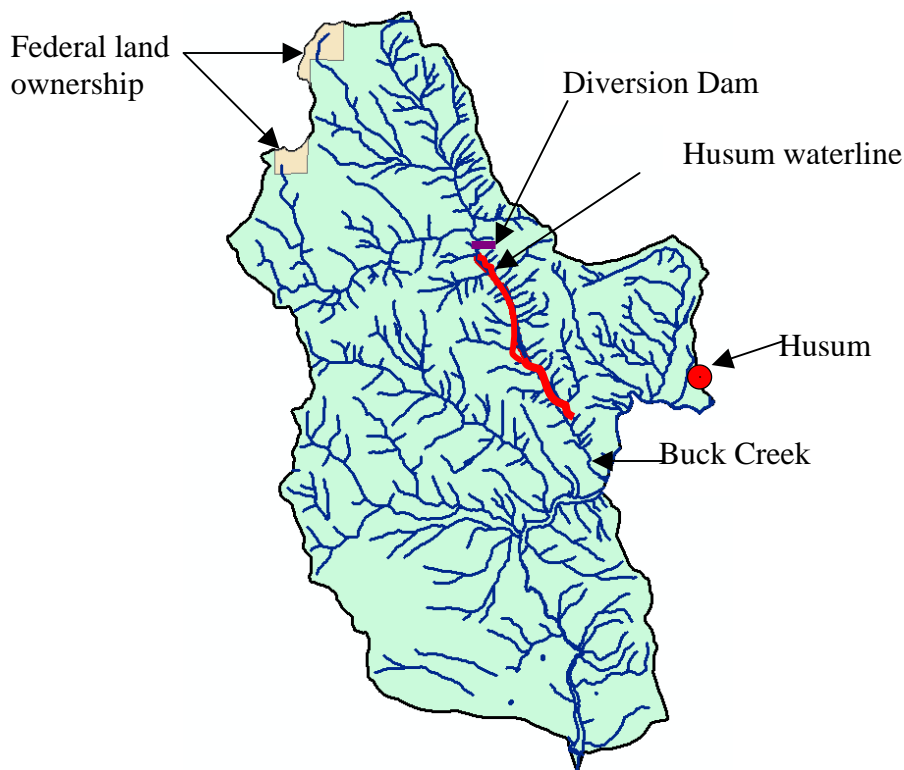 Federal land
ownership
Diversion Dam
Husum waterline
Husum
Buck Creek